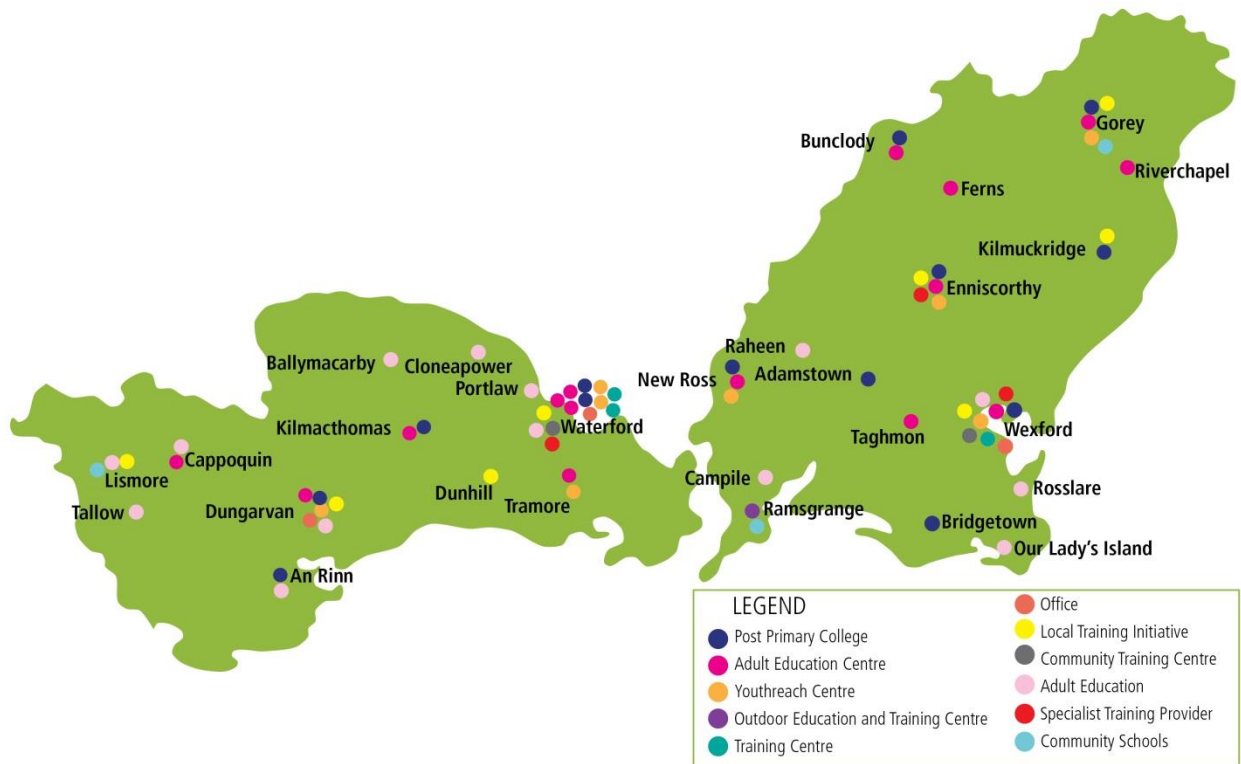 Gorey
Bunclody
Riverchapel
Ferns
Kilmuckridge
Enniscorthy
Raheen
Ballymacarby
Cloneapower
New Ross
Adamstown
Portlaw
Kilmacthomas
Waterford
Taghmon
Wexford
Cappoquin
Lismore
Dunhill
Tramore
Campile
Rosslare
Tallow
Dungarvan
Ramsgrange
Bridgetown
Our Lady's Island
An Rinn
LEGEND
Post Primary College
Adult Education Centre
Youthreach Centre
Outdoor Education and Training Centre
Training Centre
Office
Local Training Initiative
Community Training Centre
Adult Education
Specialist Training Provider
Community Schools